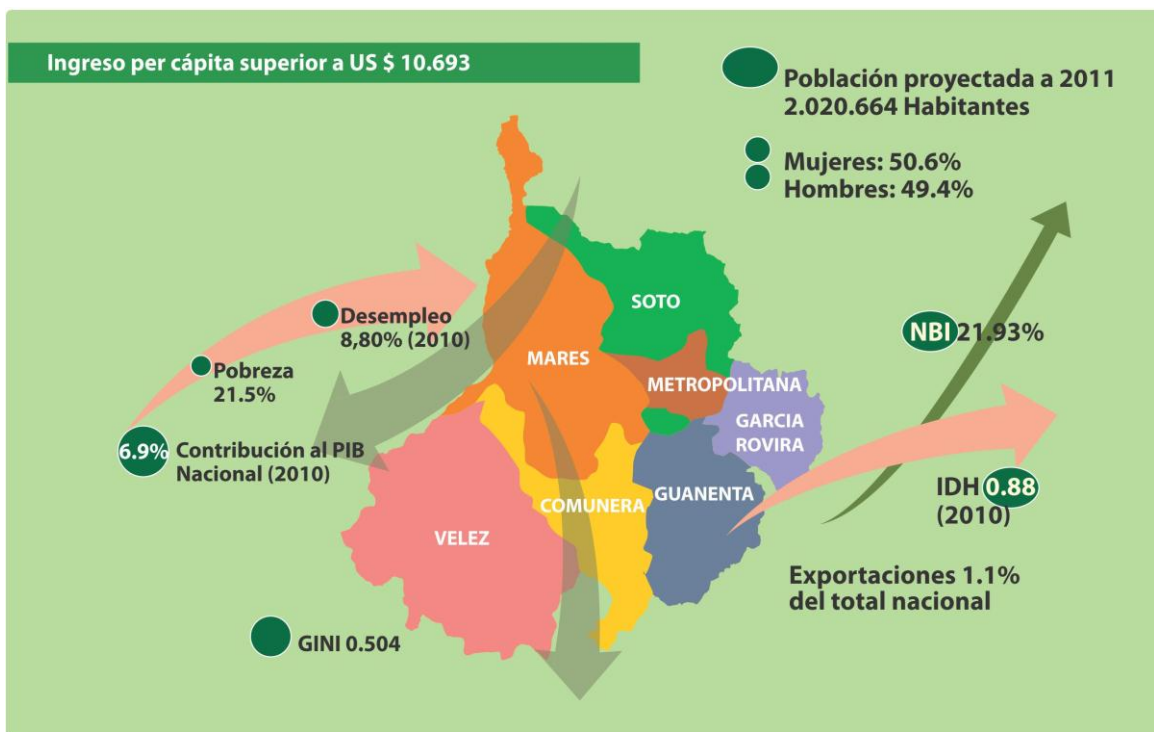 Ingreso per cápita superior a US $ 10.693
Población proyectada a 2011
2.020.664 Habitantes
Mujeres: 50.6%
Hombres: 49.4%
SOTO
Desempleo
8,80% (2010)
NBI 21.93%
MARES
METROPOLITANA
Pobreza
21.5%
GARCIA
ROVIRA
6.9% Contribución al PIB
Nacional (2010)
IDH 0.88
(2010)
GUANENTA
COMUNERA
VELEZ
Exportaciones 1.1%
del total nacional
GINI 0.504